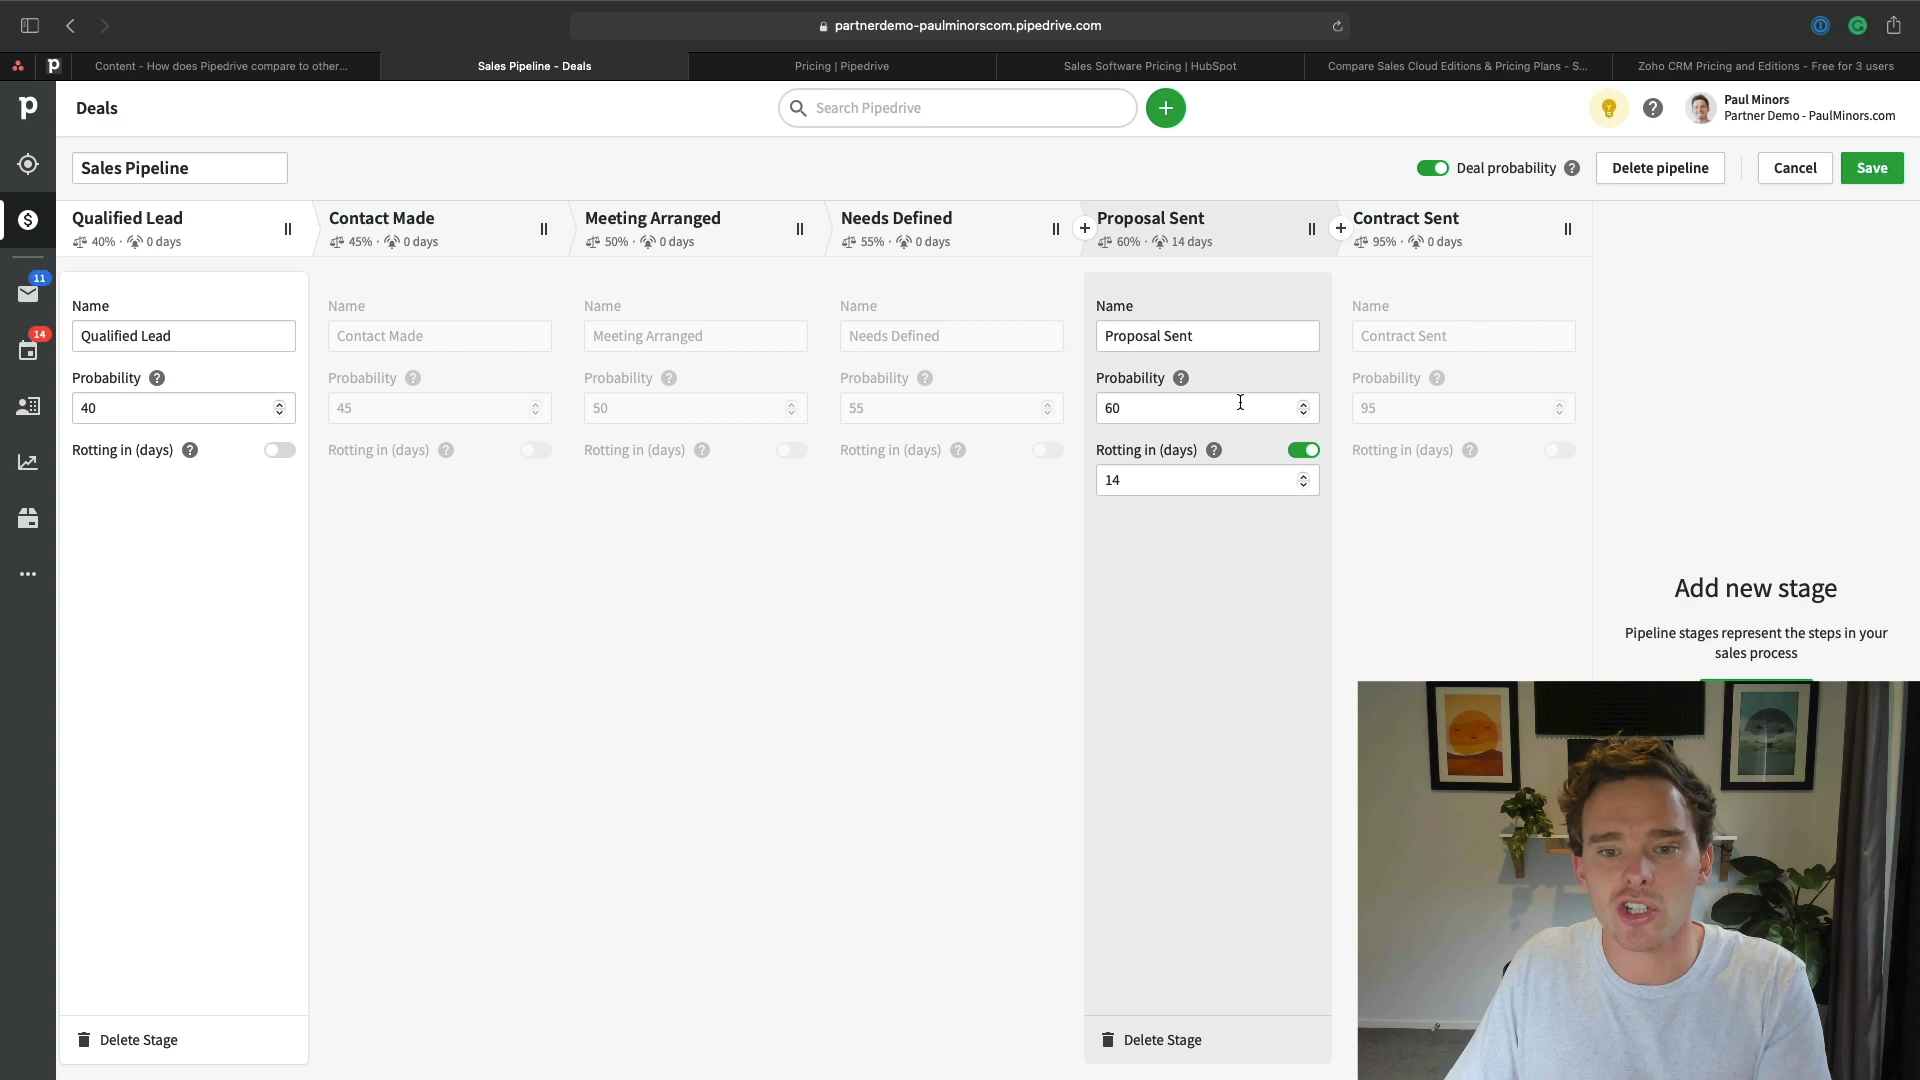 partnerdemo-paulminorscom.pipedrive.com
Content - How does Pipedrive compare to other...
Sales Pipeline - Deals
Pricing | Pipedrive
Sales Software Pricing | HubSpot
Compare Sales Cloud Editions & Pricing Plans - S...
Zoho CRM Pricing and Editions - Free for 3 users
Deals
Search Pipedrive
Paul Minors
Partner Demo - PaulMinors.com
Sales Pipeline
Deal probability
Delete pipeline
Cancel
Save
Qualified Lead
40% · 0 days
Contact Made
45% · 0 days
Meeting Arranged
50% · 0 days
Needs Defined
55% · 0 days
Proposal Sent
60% · 14 days
Contract Sent
95% · 0 days
11
14
Name
Qualified Lead
Probability
40
Rotting in (days)
Delete Stage
Name
Contact Made
Probability
45
Rotting in (days)
Name
Meeting Arranged
Probability
50
Rotting in (days)
Name
Needs Defined
Probability
55
Rotting in (days)
Name
Proposal Sent
Probability
60
Rotting in (days)
14
Delete Stage
Name
Contract Sent
Probability
95
Rotting in (days)
Add new stage
Pipeline stages represent the steps in your
sales process